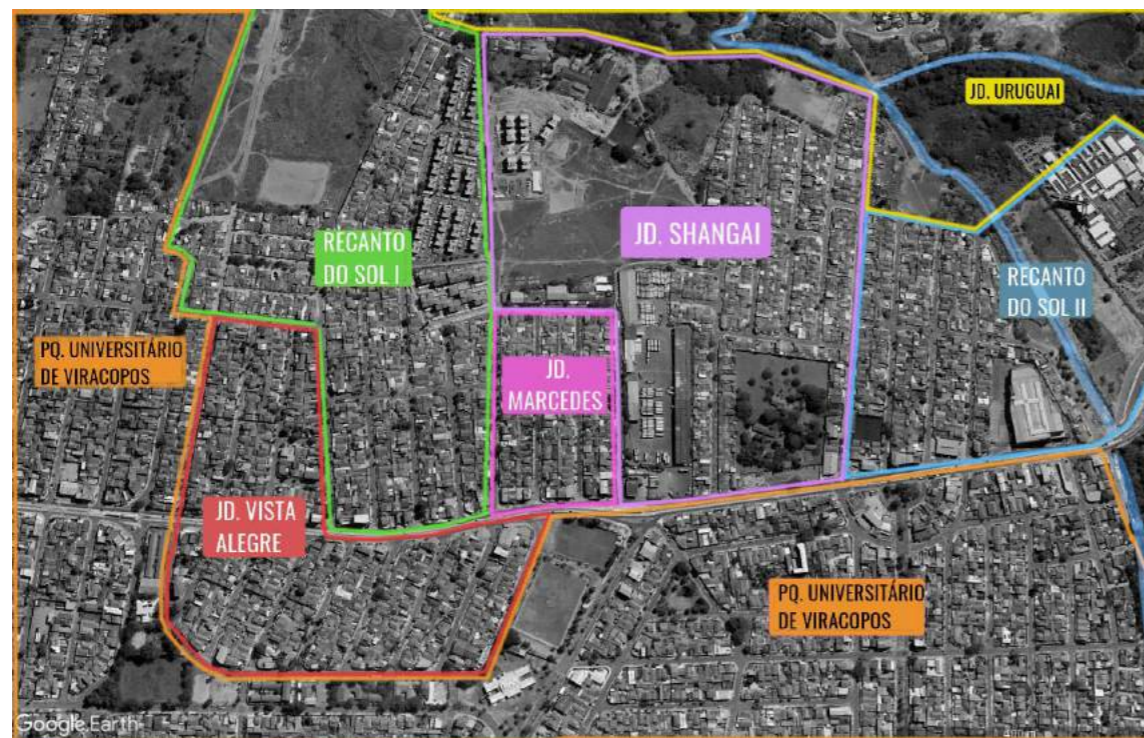 JD. URUGUAI
JD. SHANGAI
RECANTO
DO SOL I
RECANTO
DO SOL II
PQ. UNIVERSITÁRIO
DE VIRACOPOS
JD.
MARCEDES
JD. VISTA
ALEGRE
PQ. UNIVERSITÁRIO
DE VIRACOPOS
Google Earth